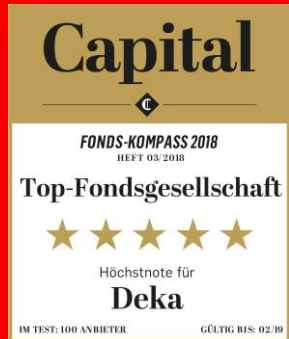 Capital
FONDS-KOMPASS 2018
HEFT 03/2018
Top-Fondsgesellschaft
Höchstnote für
Deka
IM TEST: 100 ANBIETER GÜLTIG BIS: 02/19